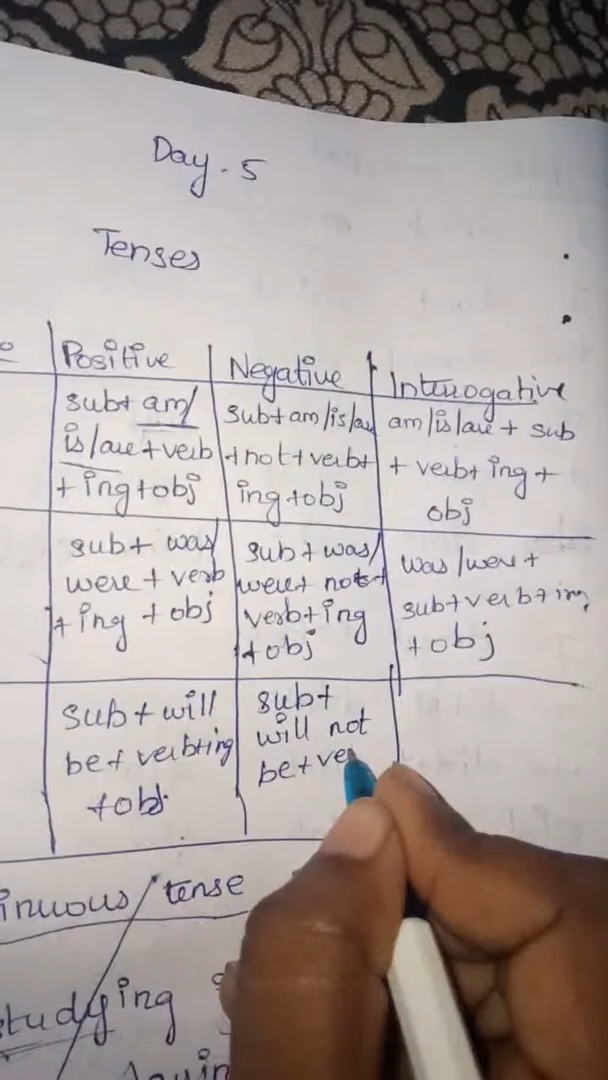 Day. 5
Tenses
Positive
Negative
Interrogative
sub+ am/
is/are+verb
+ing+obj
sub+am/is/are
+not+verb+
ing+obj
am/is/are + sub
+ verb+ ing +
obj
sub+ was/
were + verb
+ing + obj
sub + was/
were+ not +
verb+ing
+obj
was/were +
sub+verb+ing
+obj
sub+will
be+verb+ing
+obj.
sub+
will not
be+ve
inuous/tense
studying